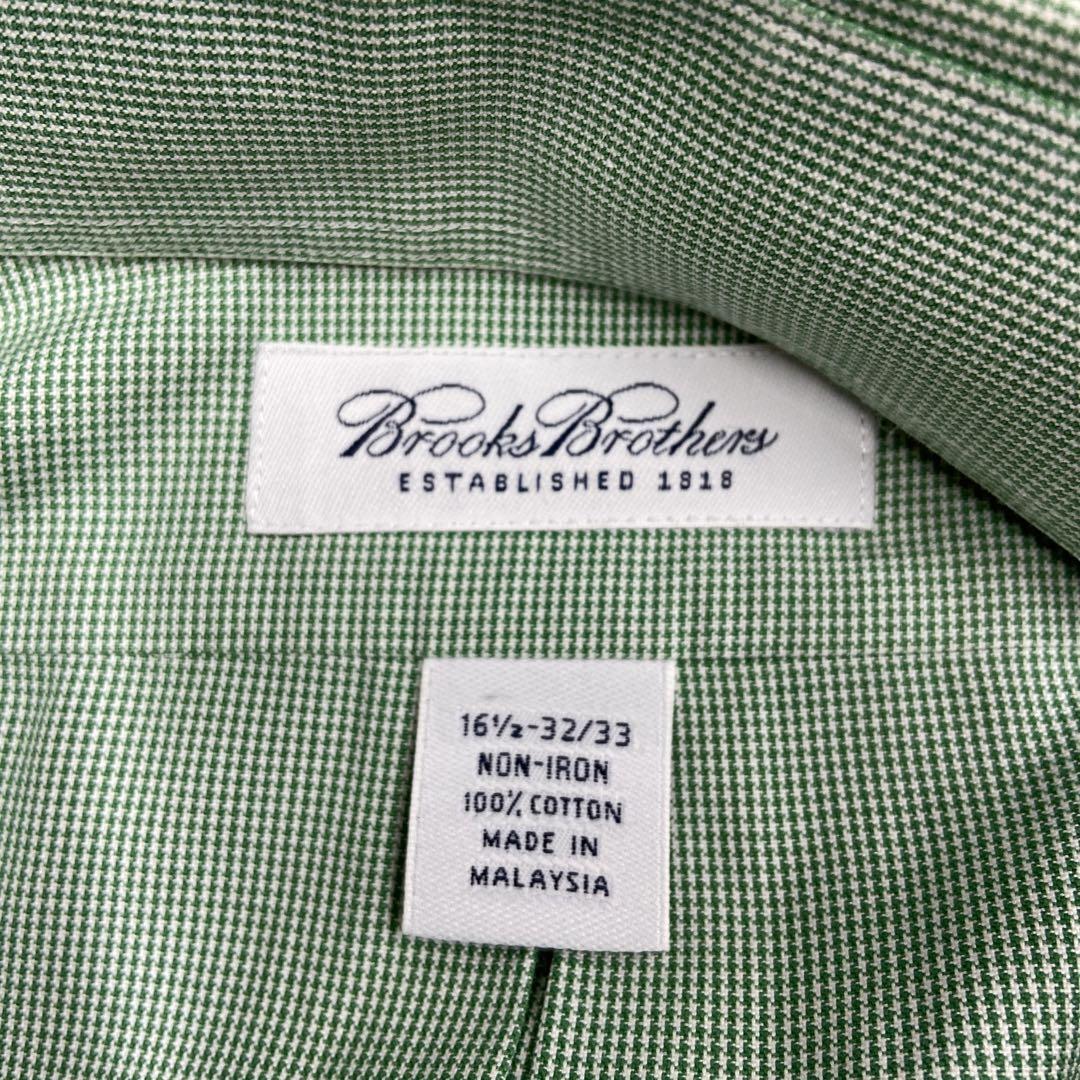 Brooks Brothers
ESTABLISHED 1818
16½-32/33
NON-IRON
100% COTTON
MADE IN
MALAYSIA